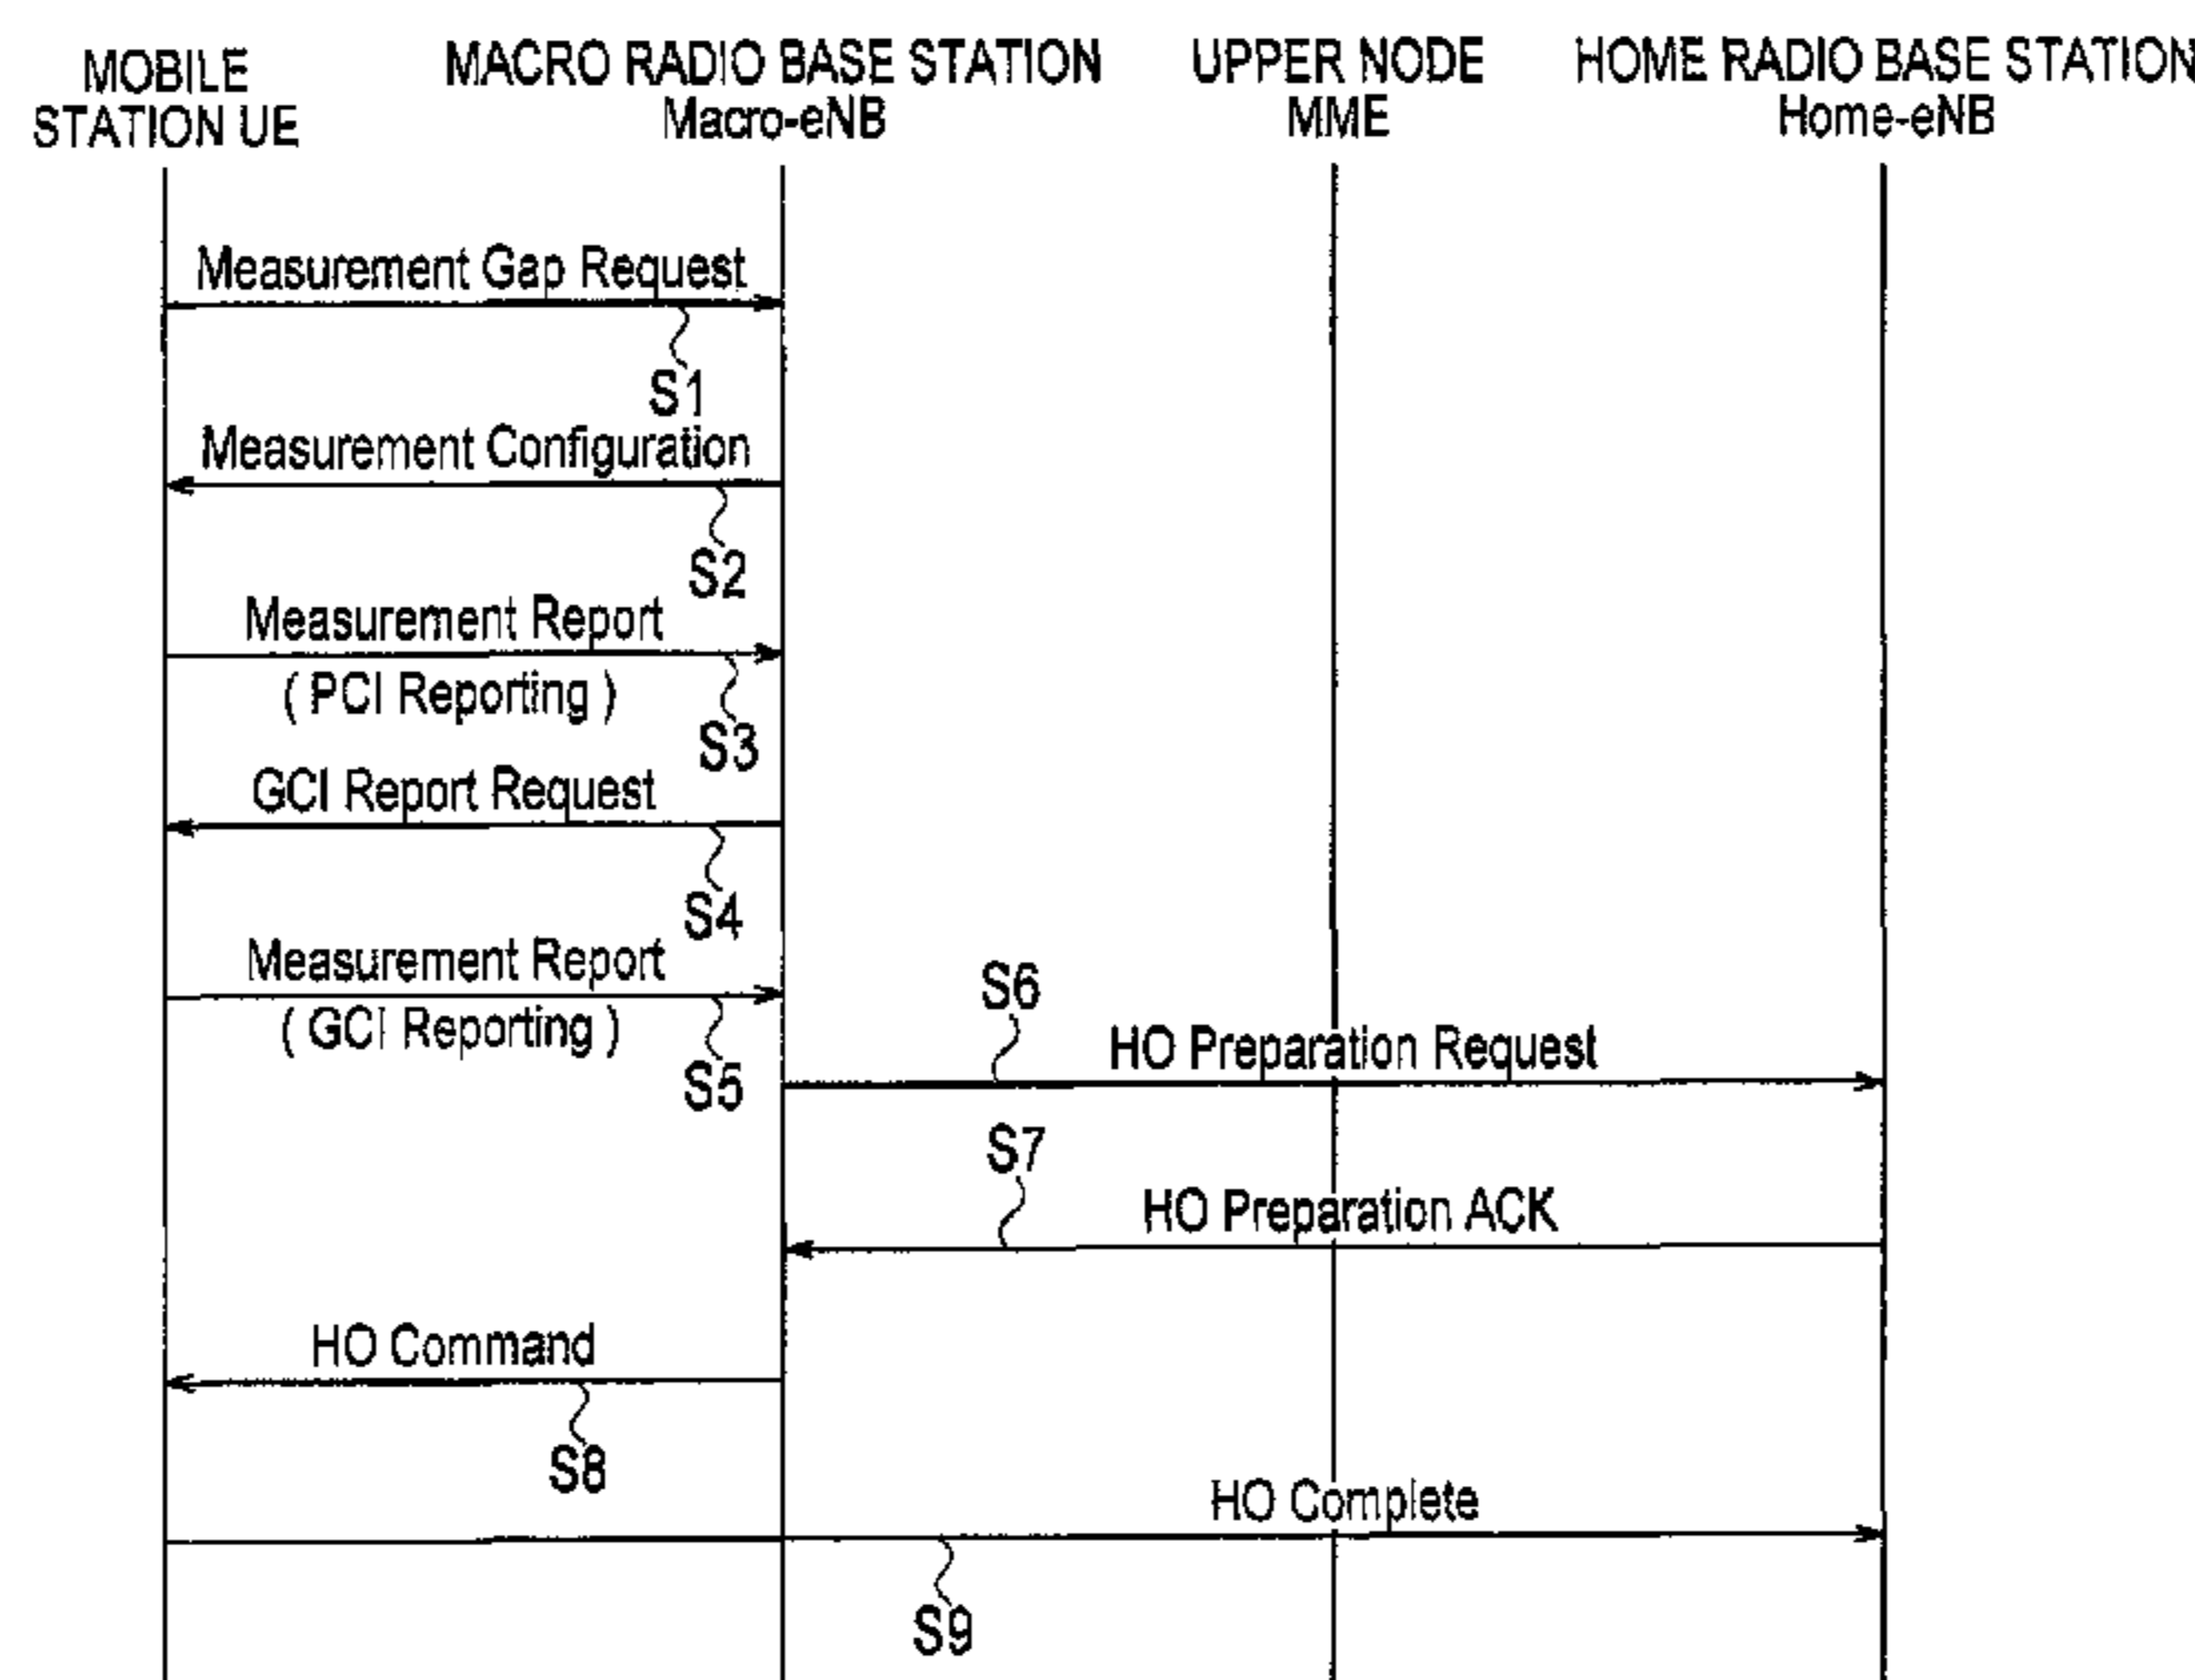 MOBILE
STATION UE
MACRO RADIO BASE STATION
Macro-eNB
UPPER NODE
MME
HOME RADIO BASE STATION
Home-eNB
Measurement Gap Request
S1
Measurement Configuration
S2
Measurement Report
( PCI Reporting )
S3
GCI Report Request
S4
Measurement Report
( GCI Reporting )
S5
S6
HO Preparation Request
S7
HO Preparation ACK
HO Command
S8
HO Complete
S9